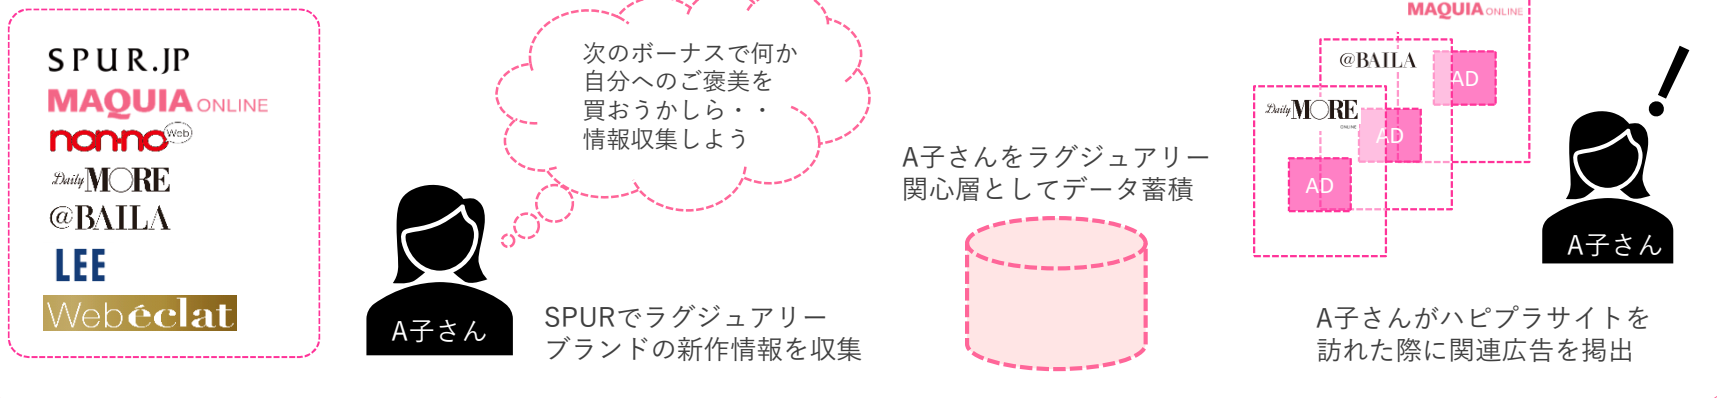 SPUR.JP
MAQUIA ONLINE
non-no Web
Daily MORE
@BAILA
LEE
Web éclat
次のボーナスで何か
自分へのご褒美を
買おうかしら・・
情報収集しよう
A子さん
SPURでラグジュアリー
ブランドの新作情報を収集
A子さんをラグジュアリー
関心層としてデータ蓄積
MAQUIA ONLINE
@BAILA
AD
Daily MORE
ONLINE
AD
AD
A子さん
A子さんがハピプラサイトを
訪れた際に関連広告を掲出